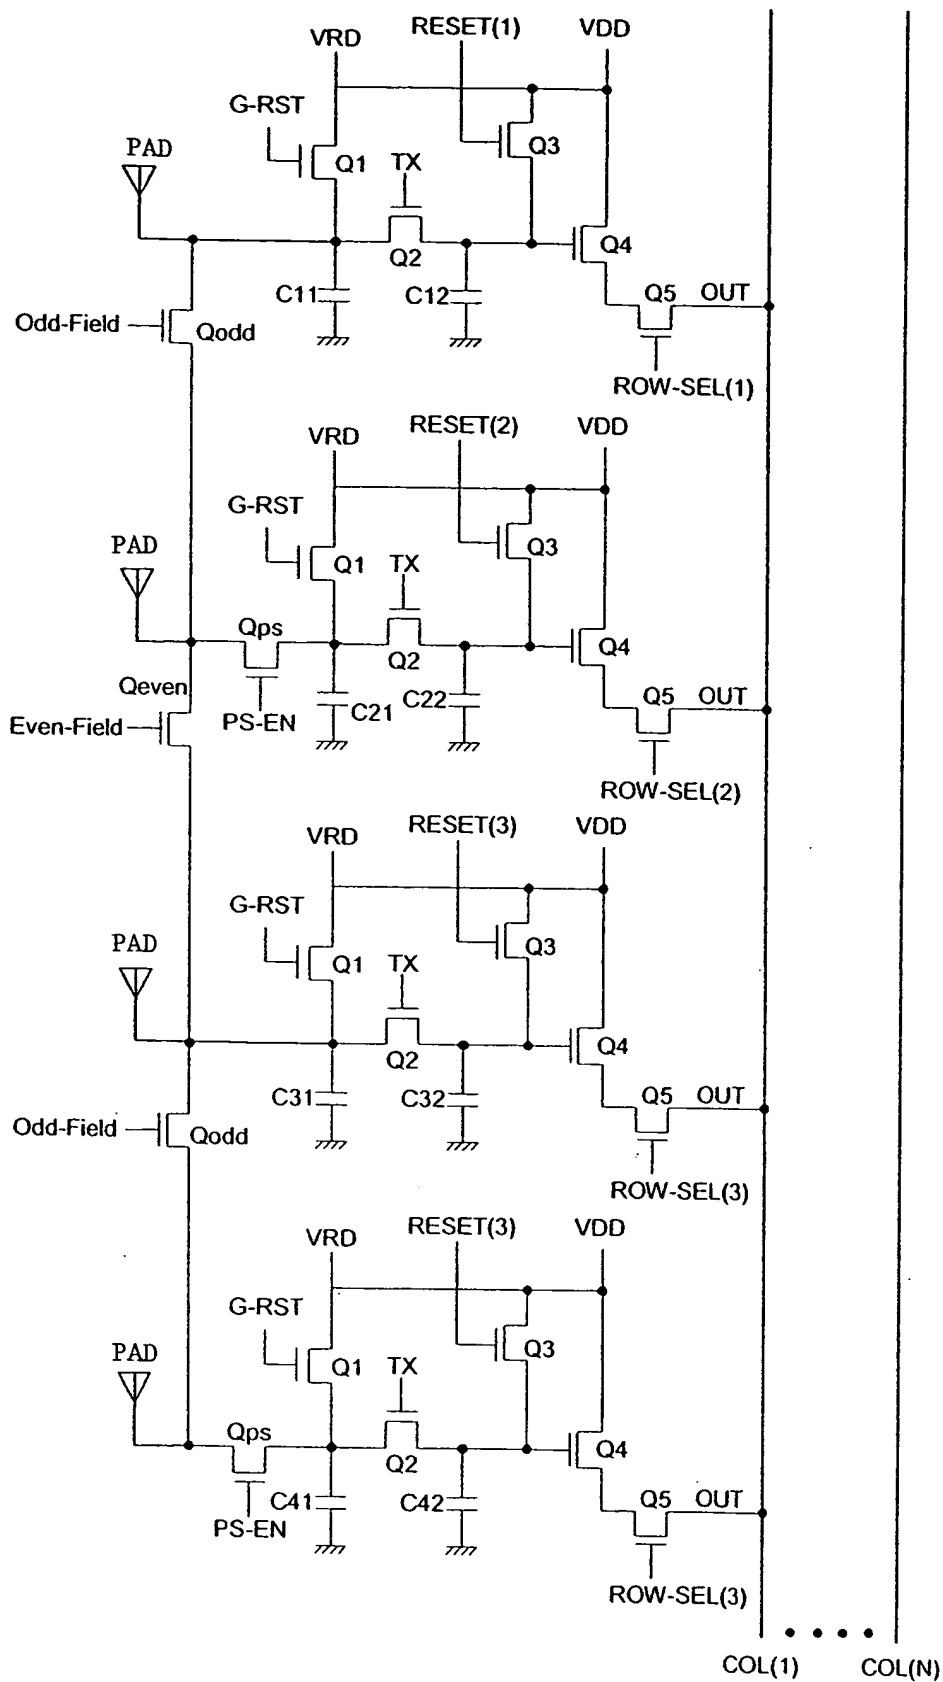 RESET(1)
VDD
VRD
G-RST
PAD
Q1
TX
Q3
Q2
Q4
C11
C12
Q5
OUT
Odd-Field
Qodd
ROW-SEL(1)
RESET(2)
VDD
VRD
G-RST
PAD
Q1
TX
Q3
Qps
Q2
Q4
Qeven
C21
C22
Q5
OUT
Even-Field
PS-EN
ROW-SEL(2)
RESET(3)
VDD
VRD
G-RST
PAD
Q1
TX
Q3
Q2
Q4
C31
C32
Q5
OUT
Odd-Field
Qodd
ROW-SEL(3)
RESET(3)
VDD
VRD
G-RST
PAD
Q1
TX
Q3
Qps
Q2
Q4
C41
C42
Q5
OUT
PS-EN
ROW-SEL(3)
COL(1)
COL(N)